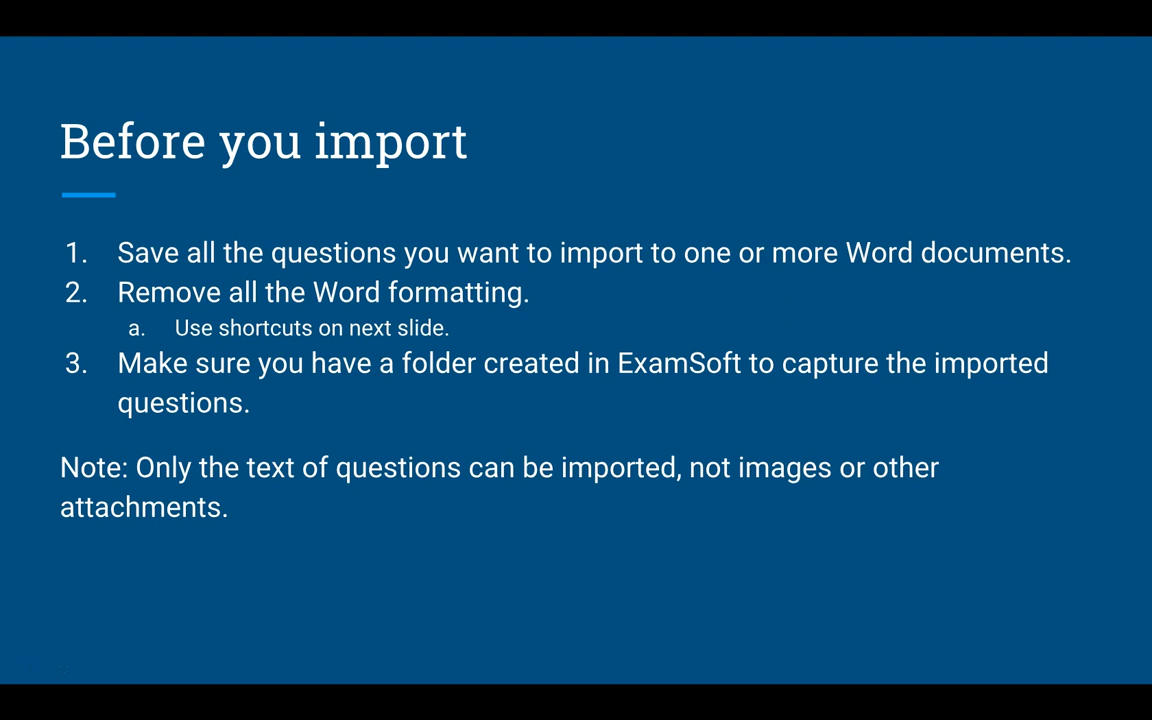 Before you import
1. Save all the questions you want to import to one or more Word documents.
2. Remove all the Word formatting.
a. Use shortcuts on next slide.
3. Make sure you have a folder created in ExamSoft to capture the imported
questions.
Note: Only the text of questions can be imported, not images or other
attachments.